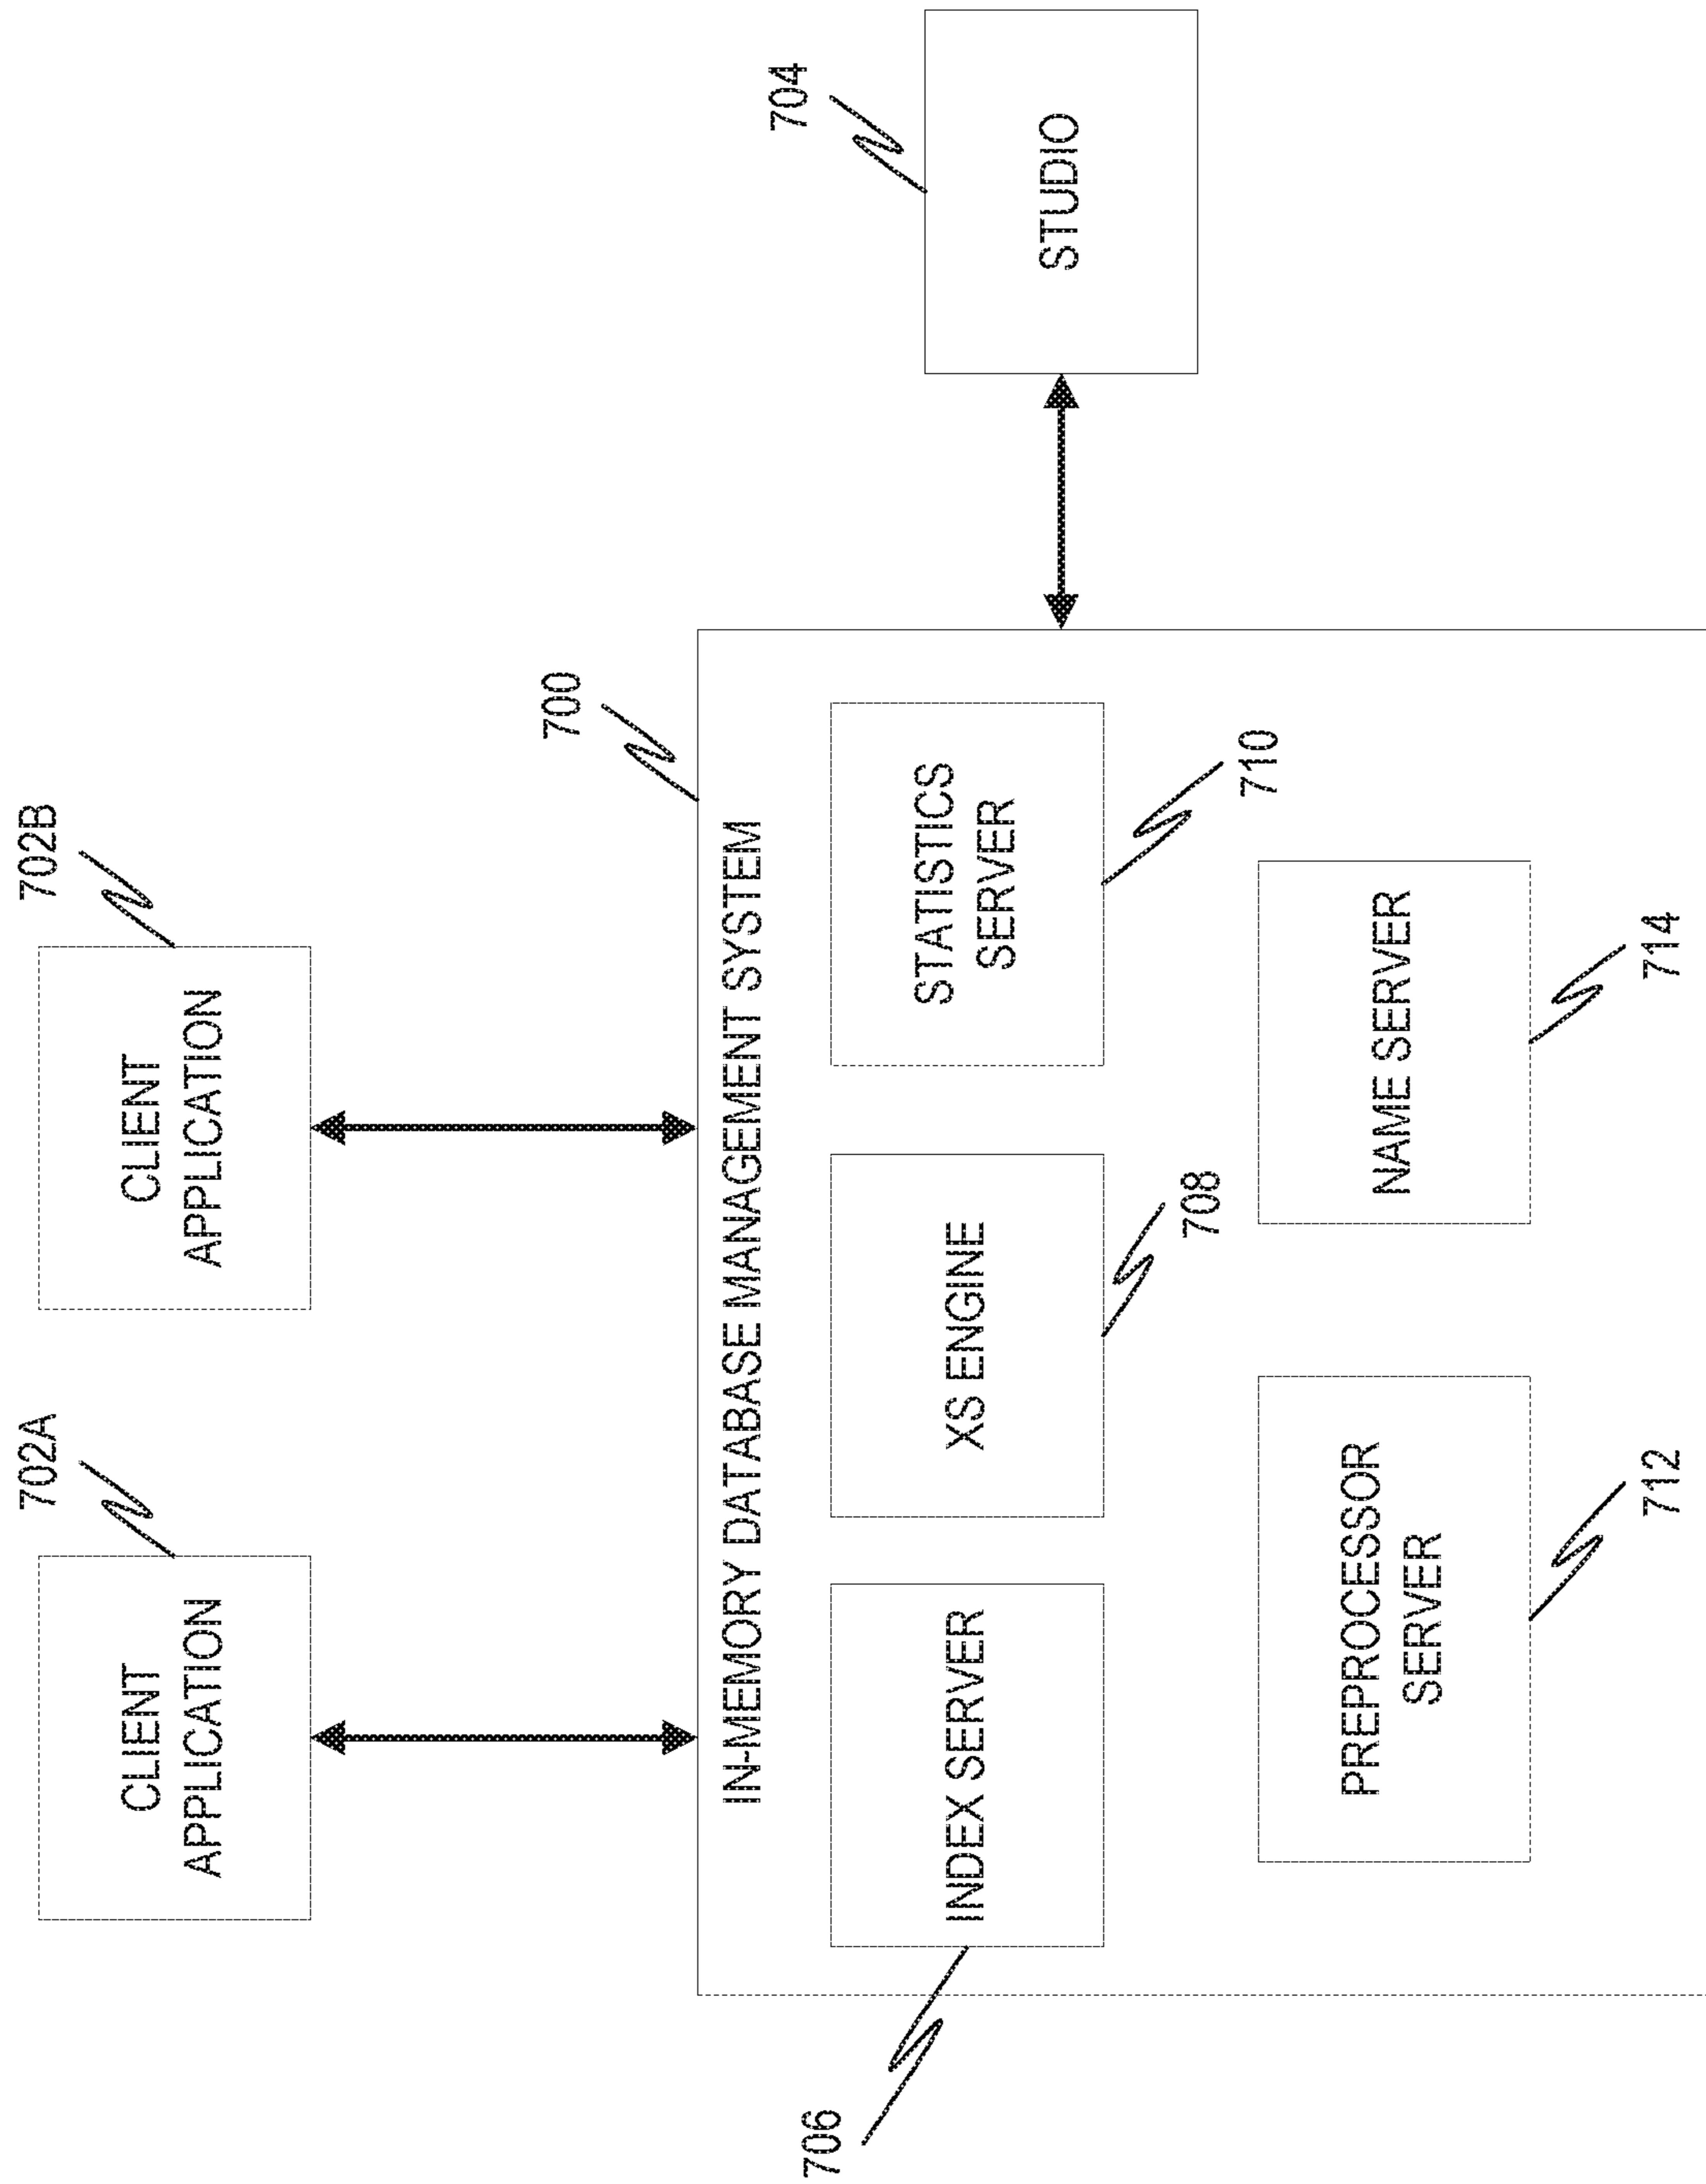 702A
702B
CLIENT
APPLICATION
CLIENT
APPLICATION
700
704
IN-MEMORY DATABASE MANAGEMENT SYSTEM
STUDIO
706
INDEX SERVER
XS ENGINE
STATISTICS
SERVER
708
710
PREPROCESSOR
SERVER
NAME SERVER
712
714